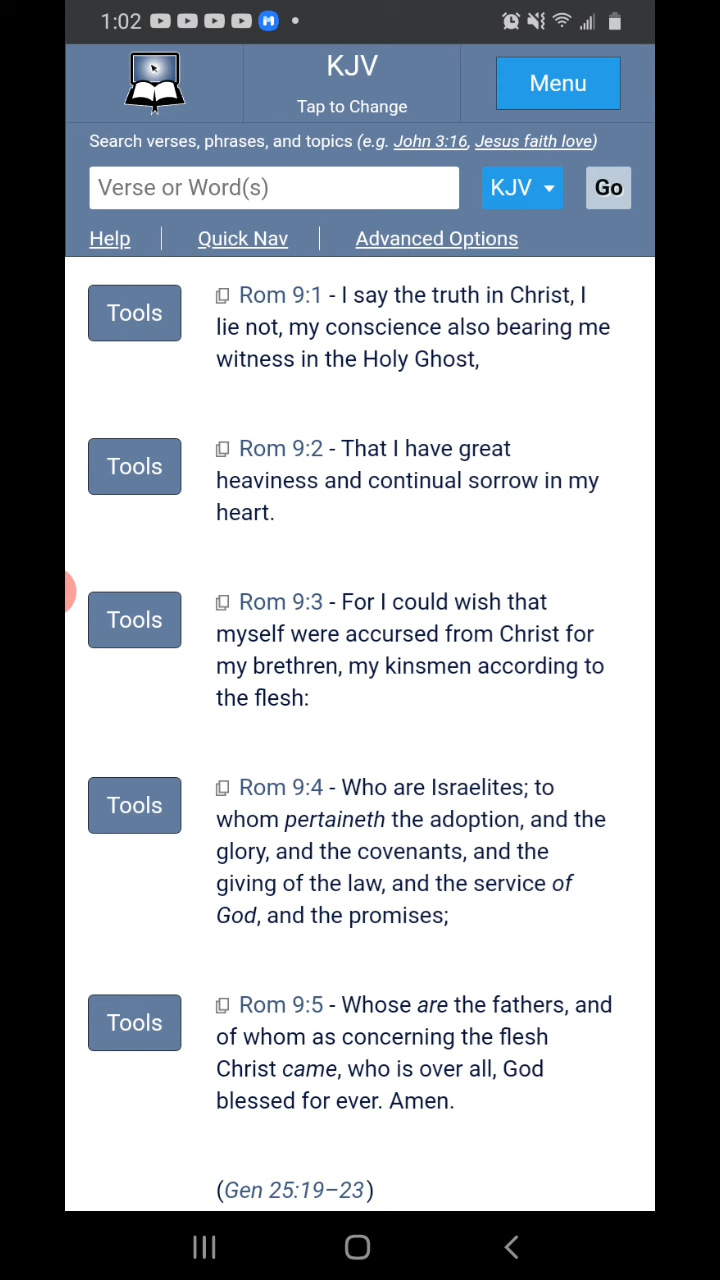 1:02
KJV
Tap to Change
Menu
Search verses, phrases, and topics (e.g. John 3:16, Jesus faith love)
Verse or Word(s)
KJV
Go
Help
Quick Nav
Advanced Options
Tools
Rom 9:1 - I say the truth in Christ, I
lie not, my conscience also bearing me
witness in the Holy Ghost,
Tools
Rom 9:2 - That I have great
heaviness and continual sorrow in my
heart.
Tools
Rom 9:3 - For I could wish that
myself were accursed from Christ for
my brethren, my kinsmen according to
the flesh:
Tools
Rom 9:4 - Who are Israelites; to
whom pertaineth the adoption, and the
glory, and the covenants, and the
giving of the law, and the service of
God, and the promises;
Tools
Rom 9:5 - Whose are the fathers, and
of whom as concerning the flesh
Christ came, who is over all, God
blessed for ever. Amen.
(Gen 25:19–23)